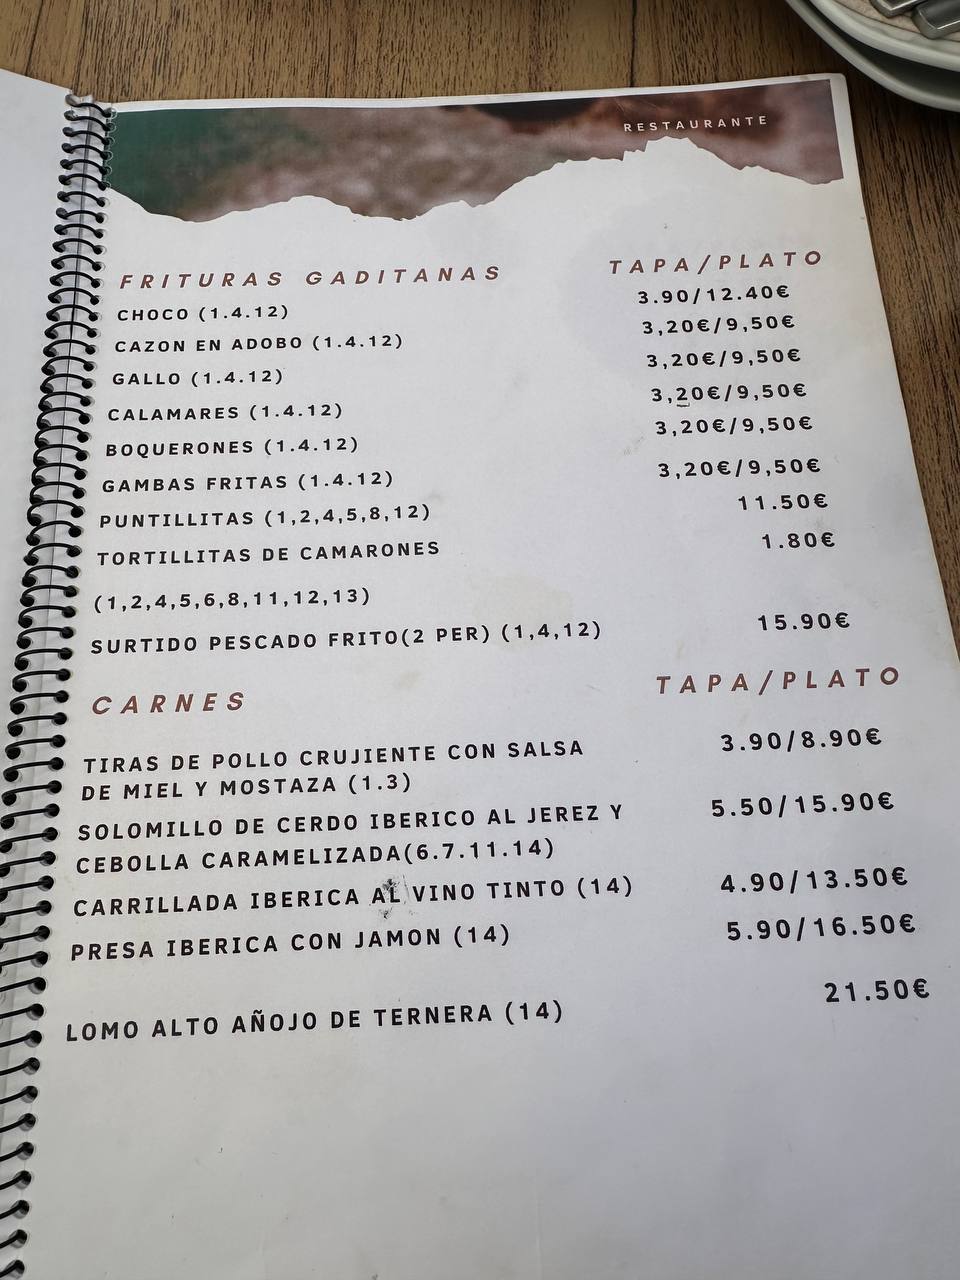 RESTAURANTE
FRITURAS GADITANAS TAPA/PLATO
CHOCO (1.4.12) 3.90/12.40€
CAZON EN ADOBO (1.4.12) 3,20€/9,50€
GALLO (1.4.12) 3,20€/9,50€
CALAMARES (1.4.12) 3,20€/9,50€
BOQUERONES (1.4.12) 3,20€/9,50€
GAMBAS FRITAS (1.4.12) 3,20€/9,50€
PUNTILLITAS (1,2,4,5,8,12) 11.50€
TORTILLITAS DE CAMARONES 1.80€
(1,2,4,5,6,8,11,12,13)
SURTIDO PESCADO FRITO(2 PER) (1,4,12) 15.90€
CARNES TAPA/PLATO
TIRAS DE POLLO CRUJIENTE CON SALSA 3.90/8.90€
DE MIEL Y MOSTAZA (1.3)
SOLOMILLO DE CERDO IBERICO AL JEREZ Y 5.50/15.90€
CEBOLLA CARAMELIZADA(6.7.11.14)
CARRILLADA IBERICA AL VINO TINTO (14) 4.90/13.50€
PRESA IBERICA CON JAMON (14) 5.90/16.50€
LOMO ALTO AÑOJO DE TERNERA (14) 21.50€